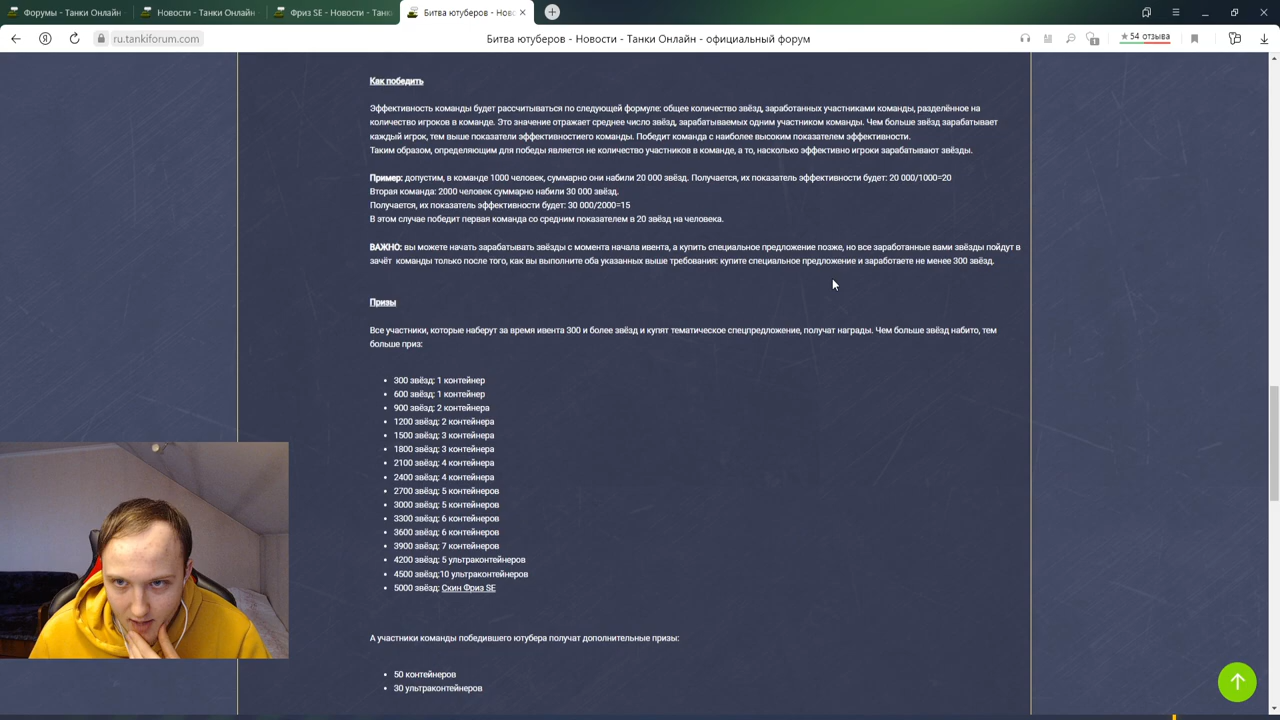 Форумы - Танки Онлайн
Новости - Танки Онлайн
Фриз SE - Новости - Танк
Битва ютуберов - Новос
ru.tankiforum.com
Битва ютуберов - Новости - Танки Онлайн - официальный форум
54 отзыва
Как победить
Эффективность команды будет рассчитываться по следующей формуле: общее количество звёзд, заработанных участниками команды, разделённое на
количество игроков в команде. Это значение отражает среднее число звёзд, зарабатываемых одним участником команды. Чем больше звёзд зарабатывает
каждый игрок, тем выше показатели эффективностиего команды. Победит команда с наиболее высоким показателем эффективности.
Таким образом, определяющим для победы является не количество участников в команде, а то, насколько эффективно игроки зарабатывают звёзды.
Пример: допустим, в команде 1000 человек, суммарно они набили 20 000 звёзд. Получается, их показатель эффективности будет: 20 000/1000=20
Вторая команда: 2000 человек суммарно набили 30 000 звёзд.
Получается, их показатель эффективности будет: 30 000/2000=15
В этом случае победит первая команда со средним показателем в 20 звёзд на человека.
ВАЖНО: вы можете начать зарабатывать звёзды с момента начала ивента, а купить специальное предложение позже, но все заработанные вами звёзды пойдут в
зачёт команды только после того, как вы выполните оба указанных выше требования: купите специальное предложение и заработаете не менее 300 звёзд.
Призы
Все участники, которые наберут за время ивента 300 и более звёзд и купят тематическое спецпредложение, получат награды. Чем больше звёзд набито, тем
больше приз:
300 звёзд: 1 контейнер
600 звёзд: 1 контейнер
900 звёзд: 2 контейнера
1200 звёзд: 2 контейнера
1500 звёзд: 3 контейнера
1800 звёзд: 3 контейнера
2100 звёзд: 4 контейнера
2400 звёзд: 4 контейнера
2700 звёзд: 5 контейнеров
3000 звёзд: 5 контейнеров
3300 звёзд: 6 контейнеров
3600 звёзд: 6 контейнеров
3900 звёзд: 7 контейнеров
4200 звёзд: 5 ультраконтейнеров
4500 звёзд:10 ультраконтейнеров
5000 звёзд: Скин Фриз SE
А участники команды победившего ютубера получат дополнительные призы:
50 контейнеров
30 ультраконтейнеров